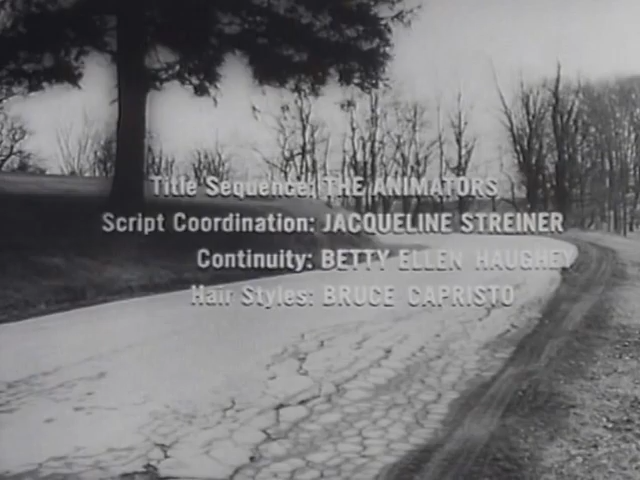 Title Sequence: THE ANIMATORS
Script Coordination: JACQUELINE STREINER
Continuity: BETTY ELLEN HAUGHEY
Hair Styles: BRUCE CAPRISTO